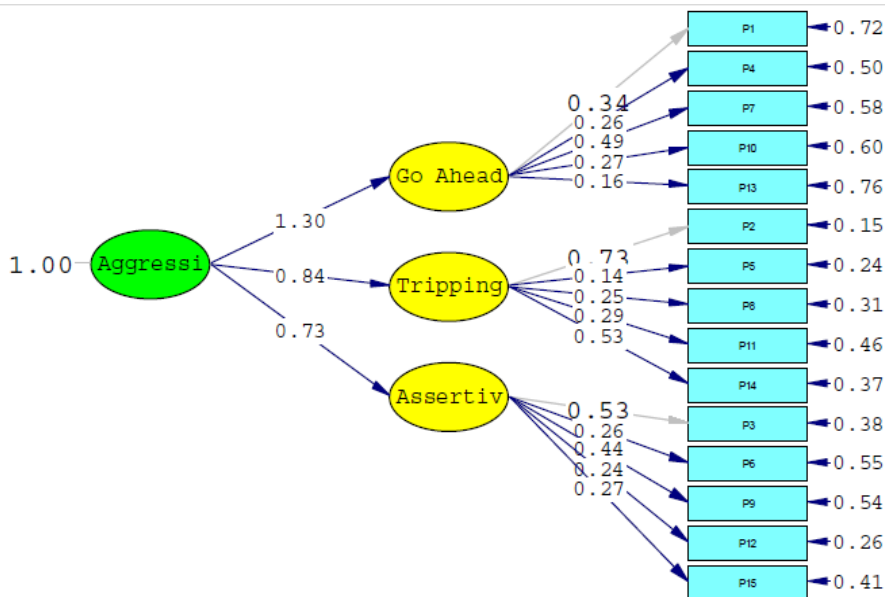 P1
0.72
P4
0.50
P7
0.58
P10
0.60
P13
0.76
P2
0.15
P5
0.24
P8
0.31
P11
0.46
P14
0.37
P3
0.38
P6
0.55
P9
0.54
P12
0.26
P15
0.41
0.34
0.26
0.49
0.27
0.16
Go Ahead
1.30
0.73
0.14
0.25
0.29
0.53
1.00
Aggressi
0.84
Tripping
0.73
Assertiv
0.53
0.26
0.44
0.24
0.27